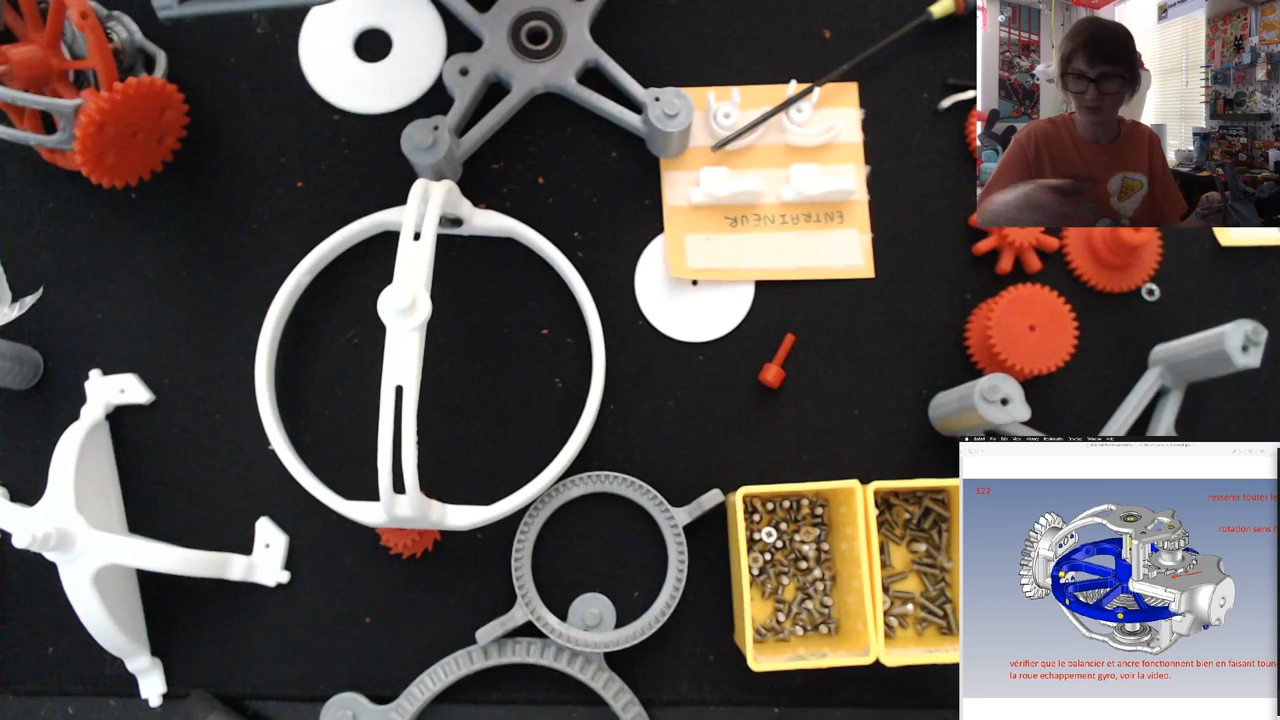 ENTRAINEUR
122
resserer toutes le
rotation sens
vérifier que le balancier et ancre fonctionnent bien en faisant tour
la roue echappement gyro, voir la video.